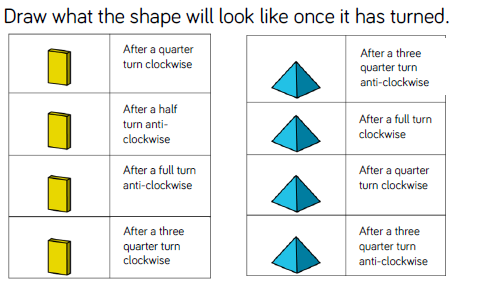 Draw what the shape will look like once it has turned.
After a quarter
turn clockwise
After a half
turn anti-
clockwise
After a full turn
anti-clockwise
After a three
quarter turn
clockwise
After a three
quarter turn
anti-clockwise
After a full turn
clockwise
After a quarter
turn clockwise
After a three
quarter turn
anti-clockwise